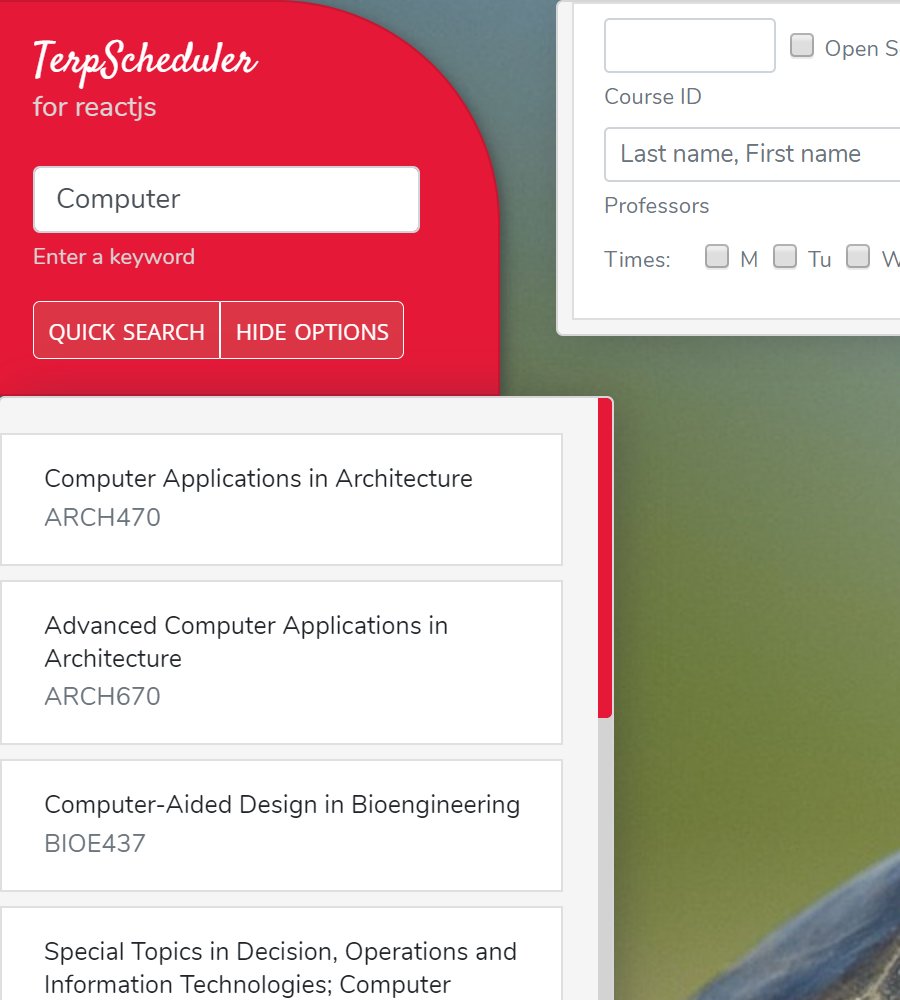 TerpScheduler
for reactjs
Computer
Enter a keyword
QUICK SEARCH HIDE OPTIONS
Open S
Course ID
Last name, First name
Professors
Times: M Tu W
Computer Applications in Architecture
ARCH470
Advanced Computer Applications in
Architecture
ARCH670
Computer-Aided Design in Bioengineering
BIOE437
Special Topics in Decision, Operations and
Information Technologies; Computer